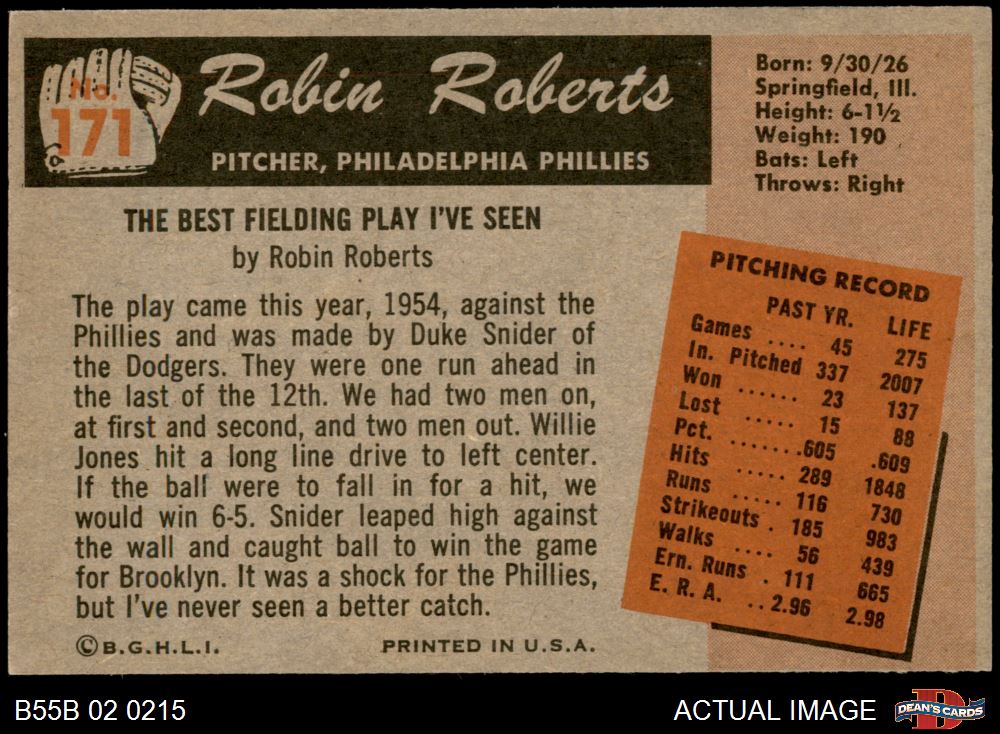 No.
171
Robin Roberts
PITCHER, PHILADELPHIA PHILLIES
THE BEST FIELDING PLAY I'VE SEEN
by Robin Roberts
The play came this year, 1954, against the
Phillies and was made by Duke Snider of
the Dodgers. They were one run ahead in
the last of the 12th. We had two men on,
at first and second, and two men out. Willie
Jones hit a long line drive to left center.
If the ball were to fall in for a hit, we
would win 6-5. Snider leaped high against
the wall and caught ball to win the game
for Brooklyn. It was a shock for the Phillies,
but I've never seen a better catch.
©B.G.H.L.I. PRINTED IN U.S.A.
Born: 9/30/26
Springfield, Ill.
Height: 6-1½
Weight: 190
Bats: Left
Throws: Right
PITCHING RECORD
PAST YR. LIFE
Games .... 45 275
In. Pitched 337 2007
Won ...... 23 137
Lost ..... 15 88
Pct. ...... .605 .609
Hits ..... 289 1848
Runs ..... 116 730
Strikeouts . 185 983
Walks .... 56 439
Ern. Runs . 111 665
E. R. A. .. 2.96 2.98
B55B 02 0215 ACTUAL IMAGE
D
DEAN'S CARDS